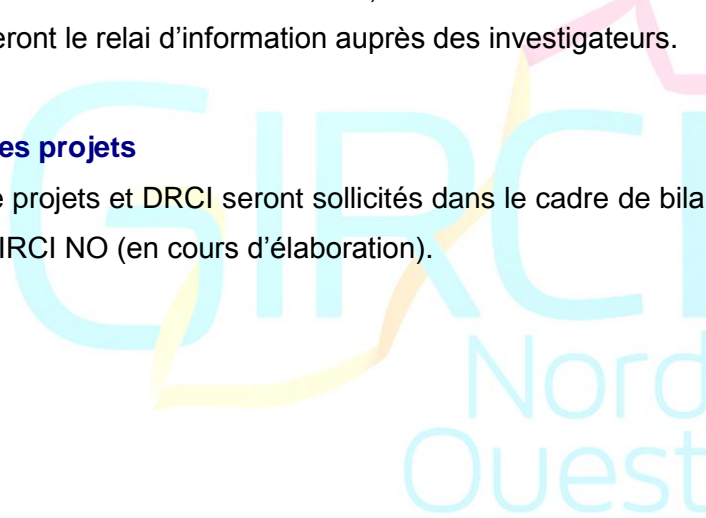 eront le relai d’information auprès des investigateurs.
es projets
e projets et DRCI seront sollicités dans le cadre de bila
IRCI NO (en cours d’élaboration).
GIRCI
Nord
Ouest